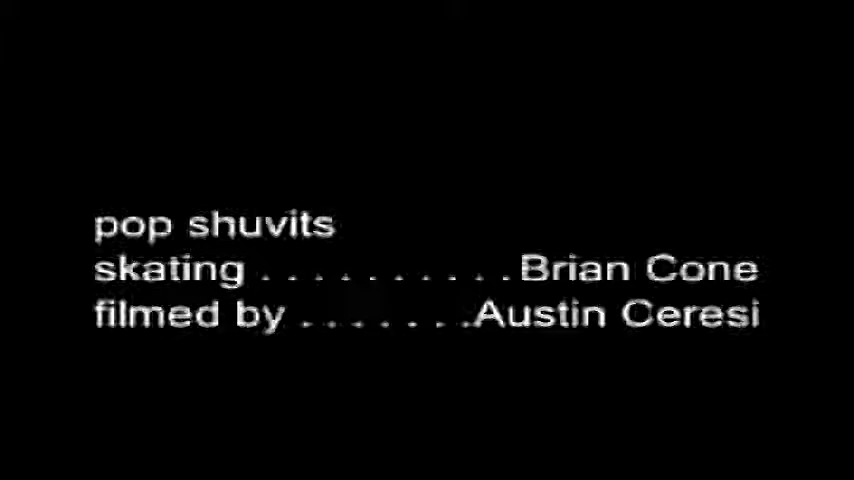 pop shuvits
skating . . . . . . . . . . Brian Cone
filmed by . . . . . . .Austin Ceresi